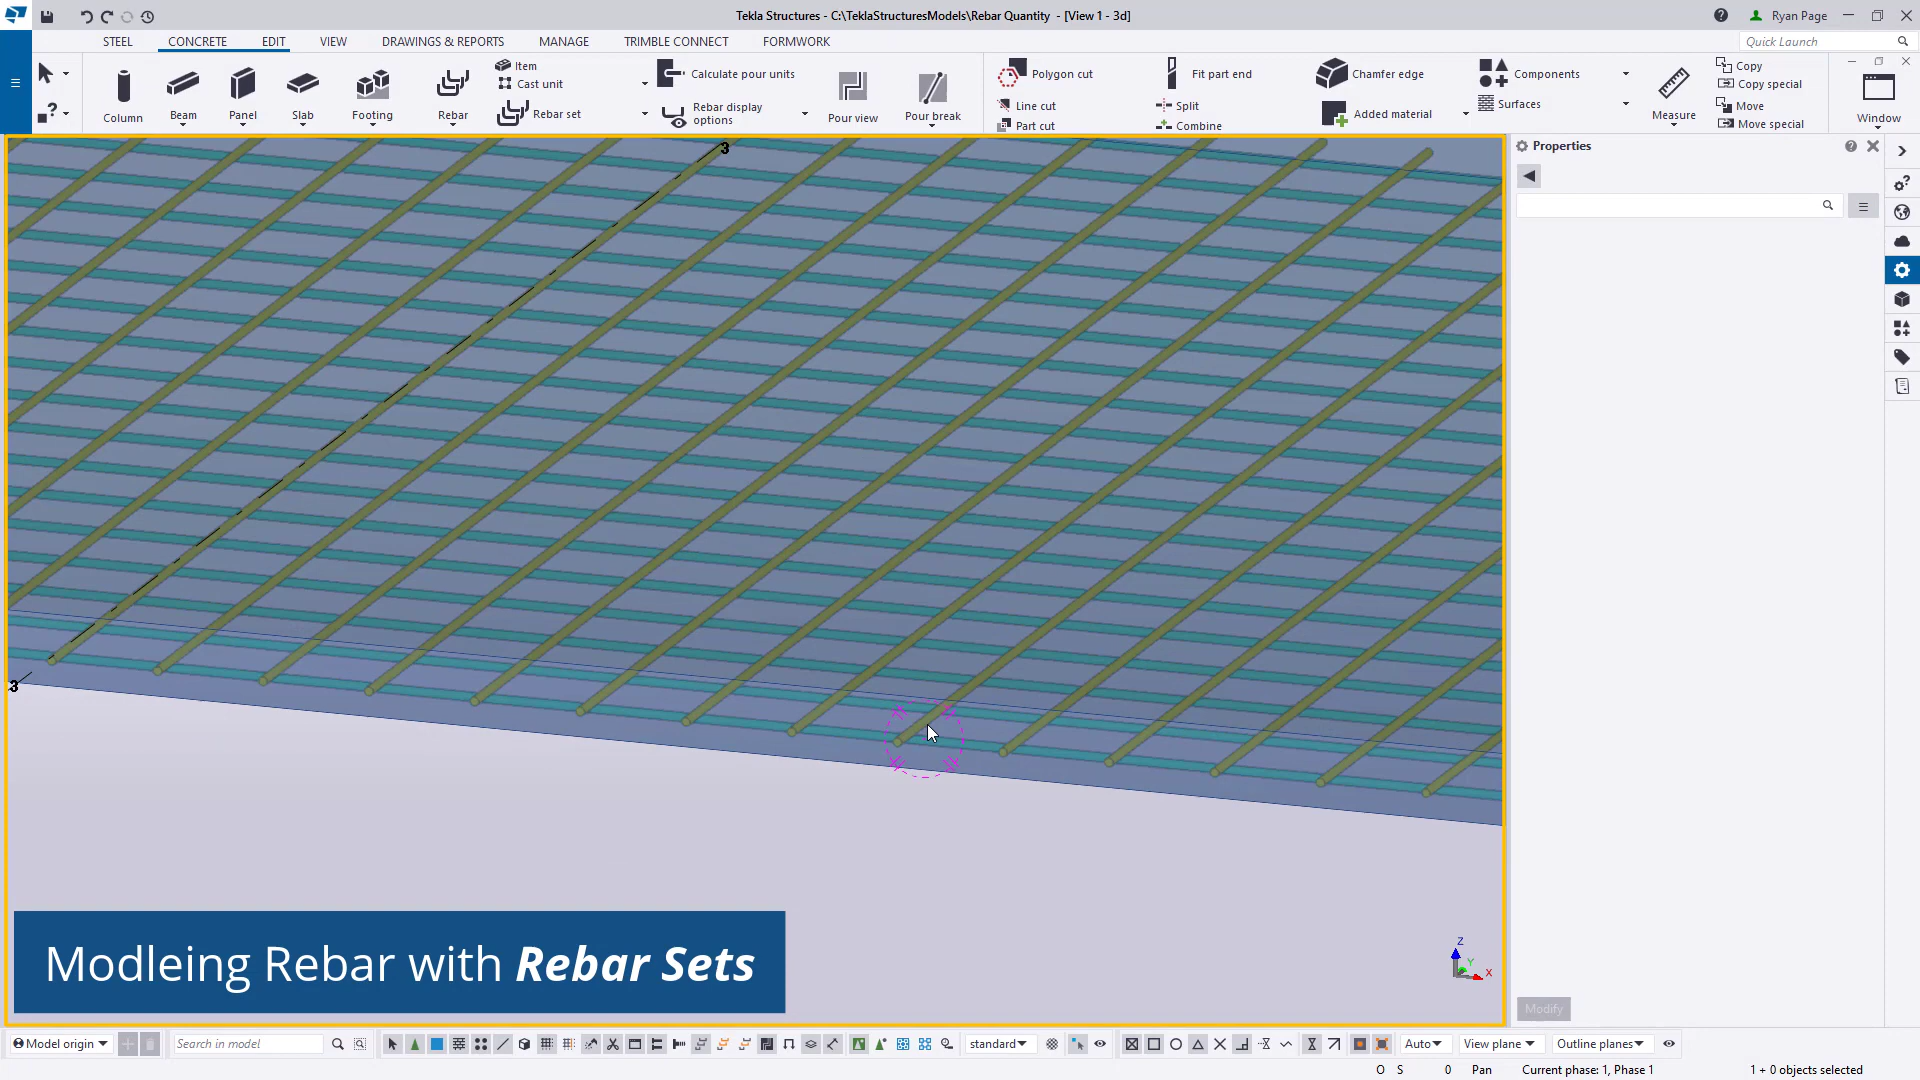 Tekla Structures - C:\TeklaStructuresModels\Rebar Quantity - [View 1 - 3d]
Ryan Page
STEEL CONCRETE EDIT VIEW DRAWINGS & REPORTS MANAGE TRIMBLE CONNECT FORMWORK
Quick Launch
Column
Beam
Panel
Slab
Footing
Rebar
Item
Cast unit
Rebar set
Calculate pour units
Rebar display
options
Pour view
Pour break
Polygon cut
Line cut
Part cut
Fit part end
Split
Combine
Chamfer edge
Added material
Components
Surfaces
Measure
Copy
Copy special
Move
Move special
Window
Properties
3
3
Z
Y
X
Modleing Rebar with Rebar Sets
Modify
Model origin
Search in model
standard
Auto
View plane
Outline planes
O S 0 Pan Current phase: 1, Phase 1 1 + 0 objects selected